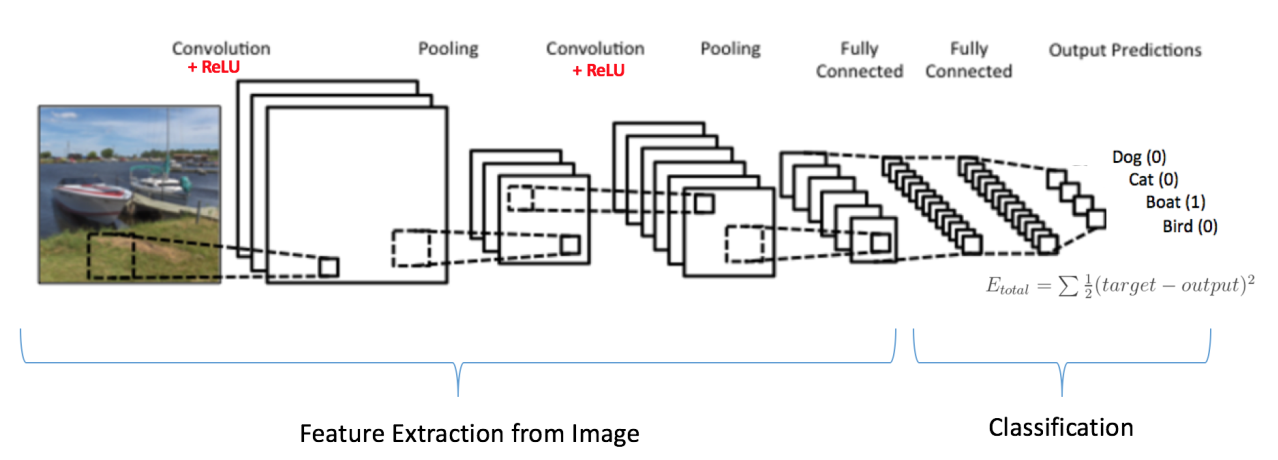 Convolution
+ ReLU
Pooling
Convolution
+ ReLU
Pooling
Fully
Connected
Fully
Connected
Output Predictions
Dog (0)
Cat (0)
Boat (1)
Bird (0)
E_{total} = ∑ \frac{1}{2}(target − output)^2
Feature Extraction from Image
Classification